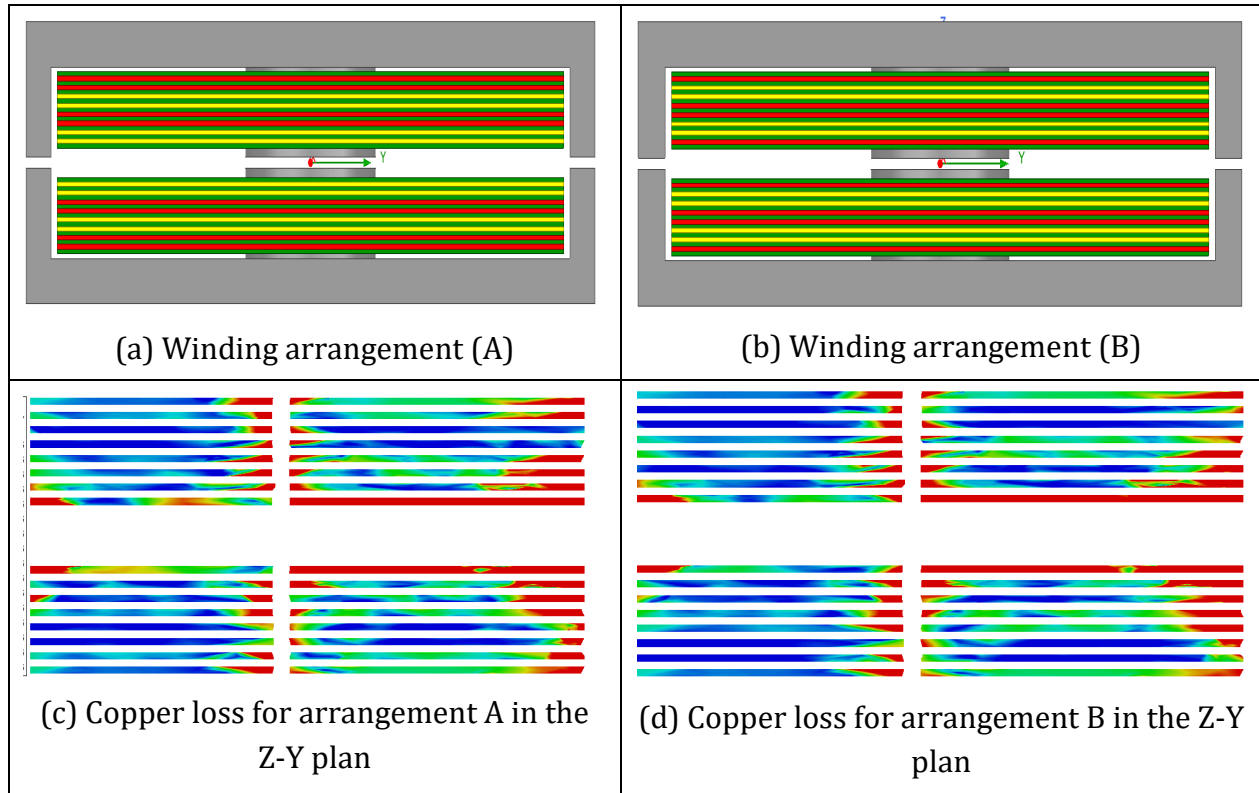 Y
Y
(a) Winding arrangement (A)
(b) Winding arrangement (B)
(c) Copper loss for arrangement A in the
Z-Y plan
(d) Copper loss for arrangement B in the Z-Y
plan